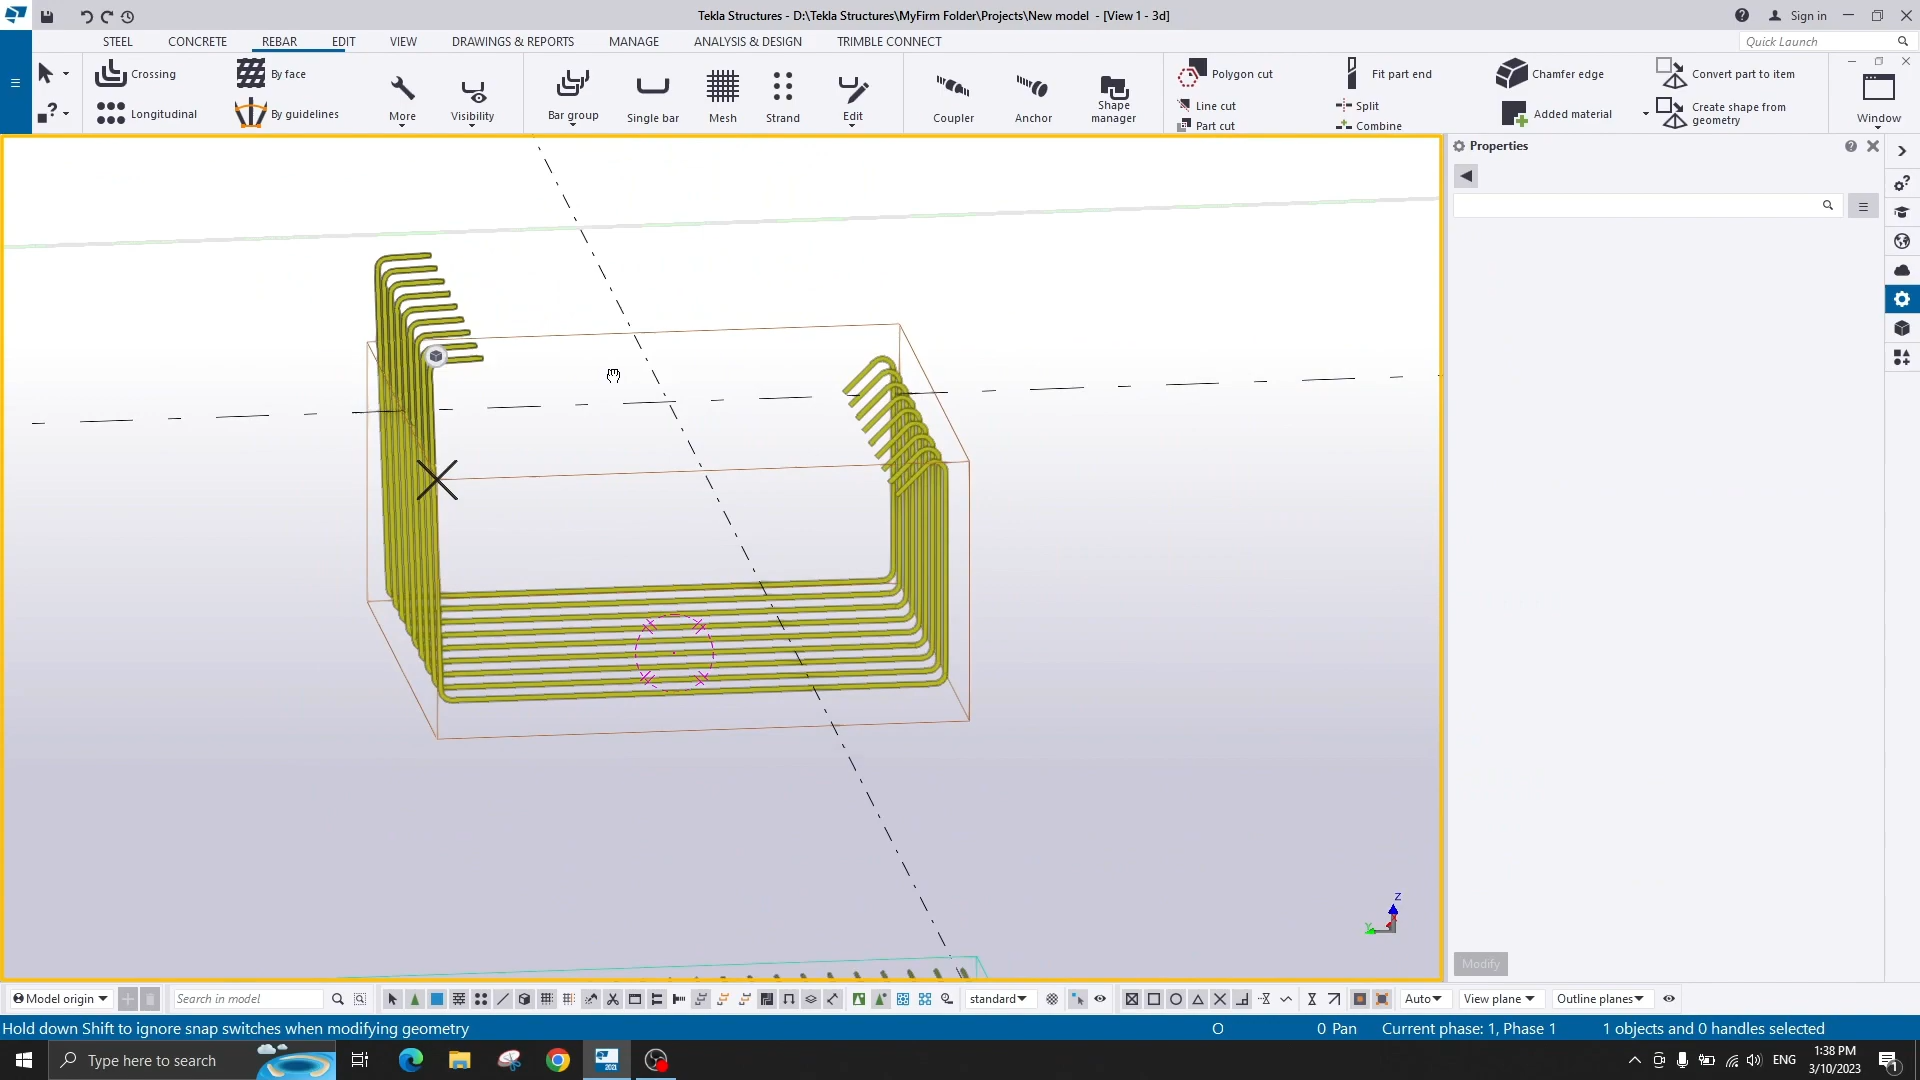 Tekla Structures - D:\Tekla Structures\MyFirm Folder\Projects\New model - [View 1 - 3d]
Sign in
STEEL
CONCRETE
REBAR
EDIT
VIEW
DRAWINGS & REPORTS
MANAGE
ANALYSIS & DESIGN
TRIMBLE CONNECT
Quick Launch
Crossing
Longitudinal
By face
By guidelines
More
Visibility
Bar group
Single bar
Mesh
Strand
Edit
Coupler
Anchor
Shape
manager
Polygon cut
Line cut
Part cut
Fit part end
Split
Combine
Chamfer edge
Added material
Convert part to item
Create shape from
geometry
Window
Properties
Modify
Z
Y
Model origin
Search in model
standard
Auto
View plane
Outline planes
Hold down Shift to ignore snap switches when modifying geometry
O
0 Pan
Current phase: 1, Phase 1
1 objects and 0 handles selected
Type here to search
2021
ENG
1:38 PM
3/10/2023
1